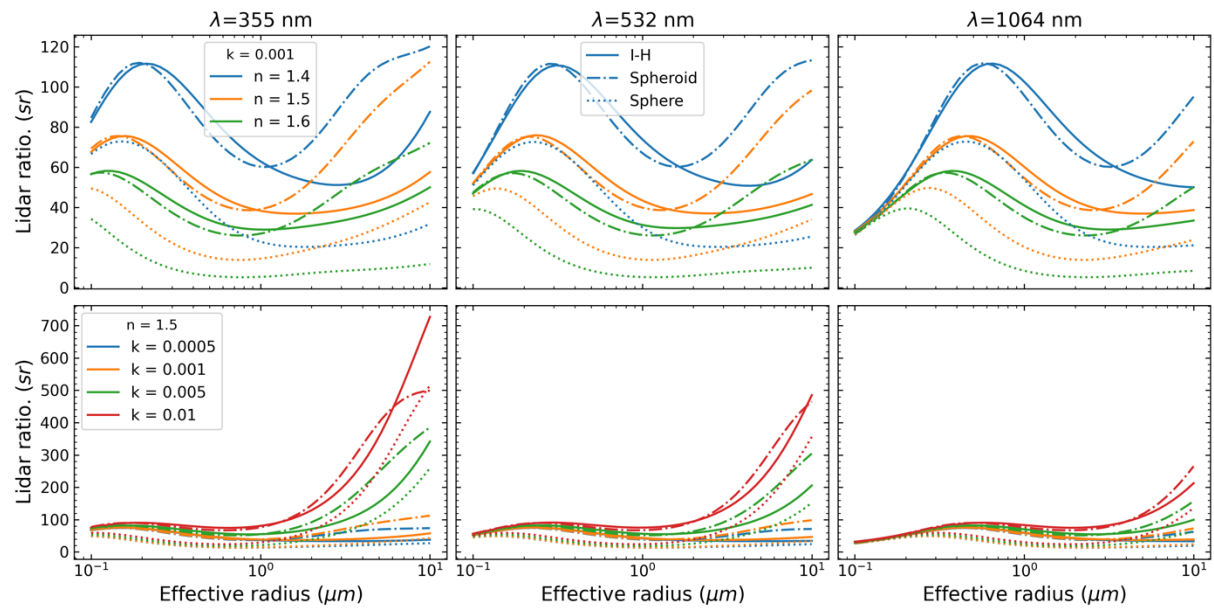 λ=355 nm
λ=532 nm
λ=1064 nm
Lidar ratio. (sr)
120
100
80
60
40
20
0
k = 0.001
n = 1.4
n = 1.5
n = 1.6
I-H
Spheroid
Sphere
Lidar ratio. (sr)
700
600
500
400
300
200
100
0
n = 1.5
k = 0.0005
k = 0.001
k = 0.005
k = 0.01
10⁻¹ 10⁰ 10¹
10⁻¹ 10⁰ 10¹
10⁻¹ 10⁰ 10¹
Effective radius (μm)
Effective radius (μm)
Effective radius (μm)